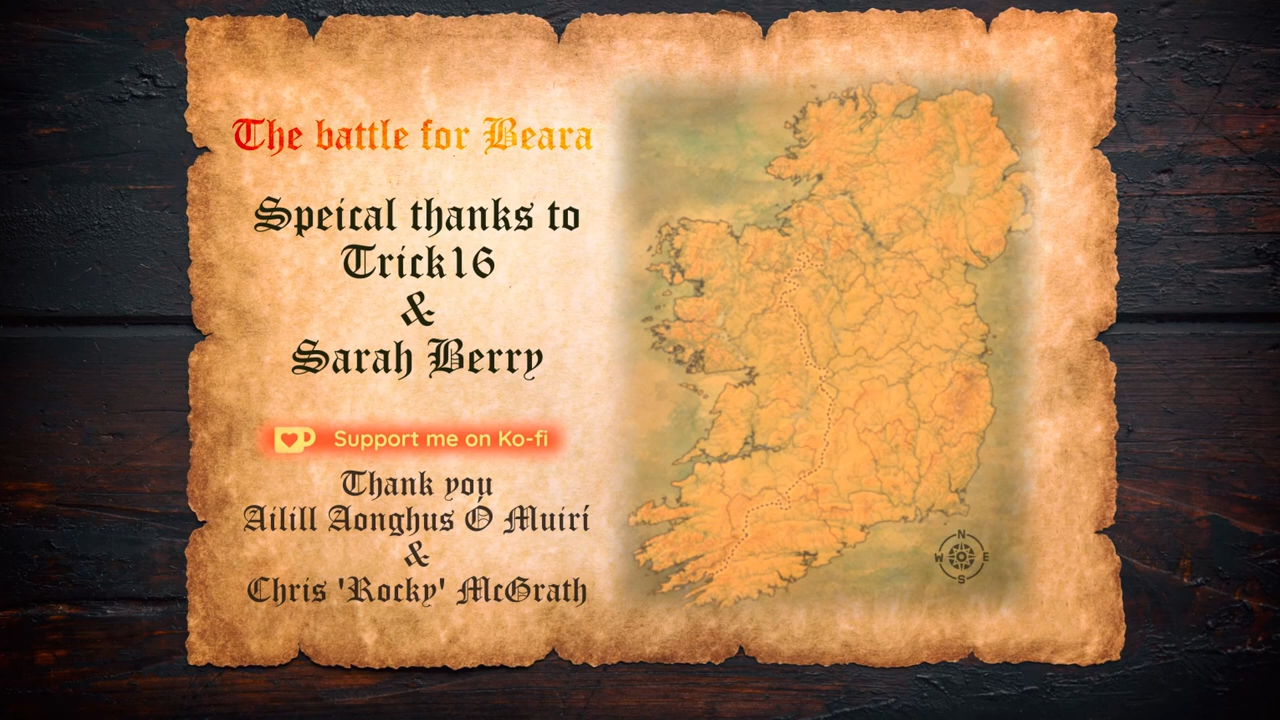 The battle for Beara
Speical thanks to
Trick16
&
Sarah Berry
Support me on Ko-fi
Thank you
Ailill Aonghus Ó Muirí
&
Chris 'Rocky' McGrath
N
W E
S